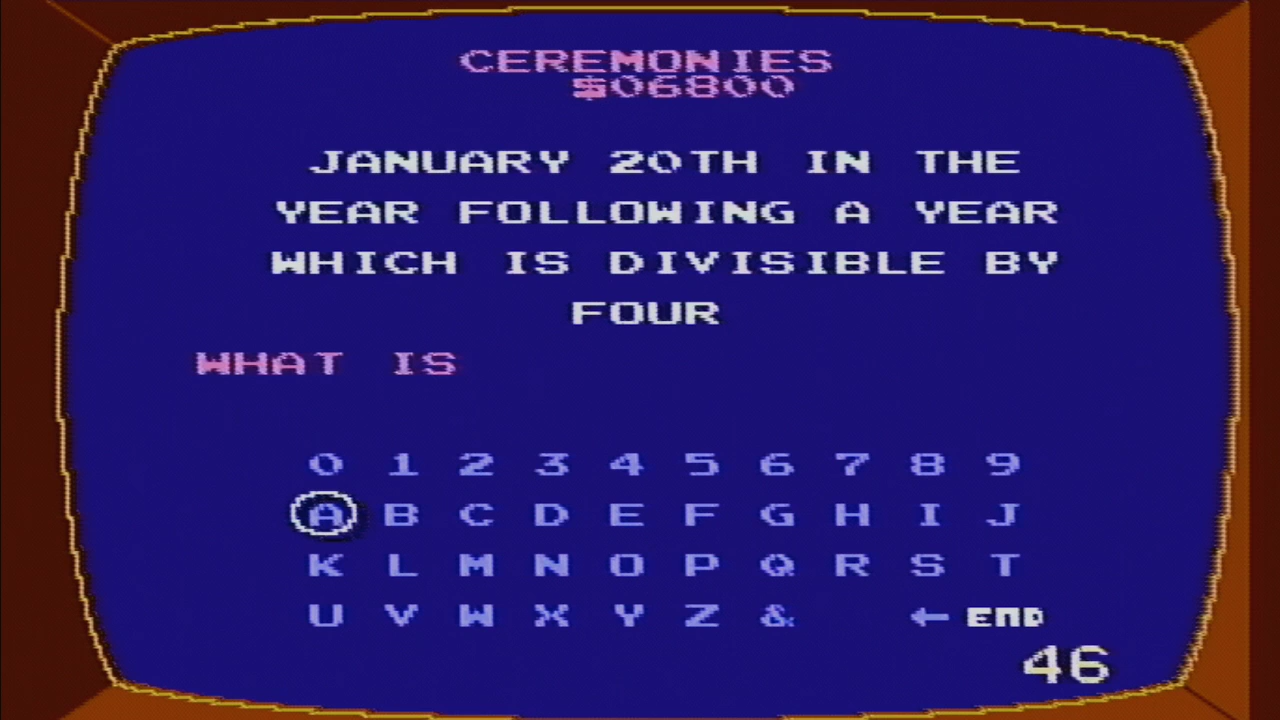 CEREMONIES
$06800
JANUARY 20TH IN THE
YEAR FOLLOWING A YEAR
WHICH IS DIVISIBLE BY
FOUR
WHAT IS
0 1 2 3 4 5 6 7 8 9
A B C D E F G H I J
K L M N O P Q R S T
U V W X Y Z & ← END
46